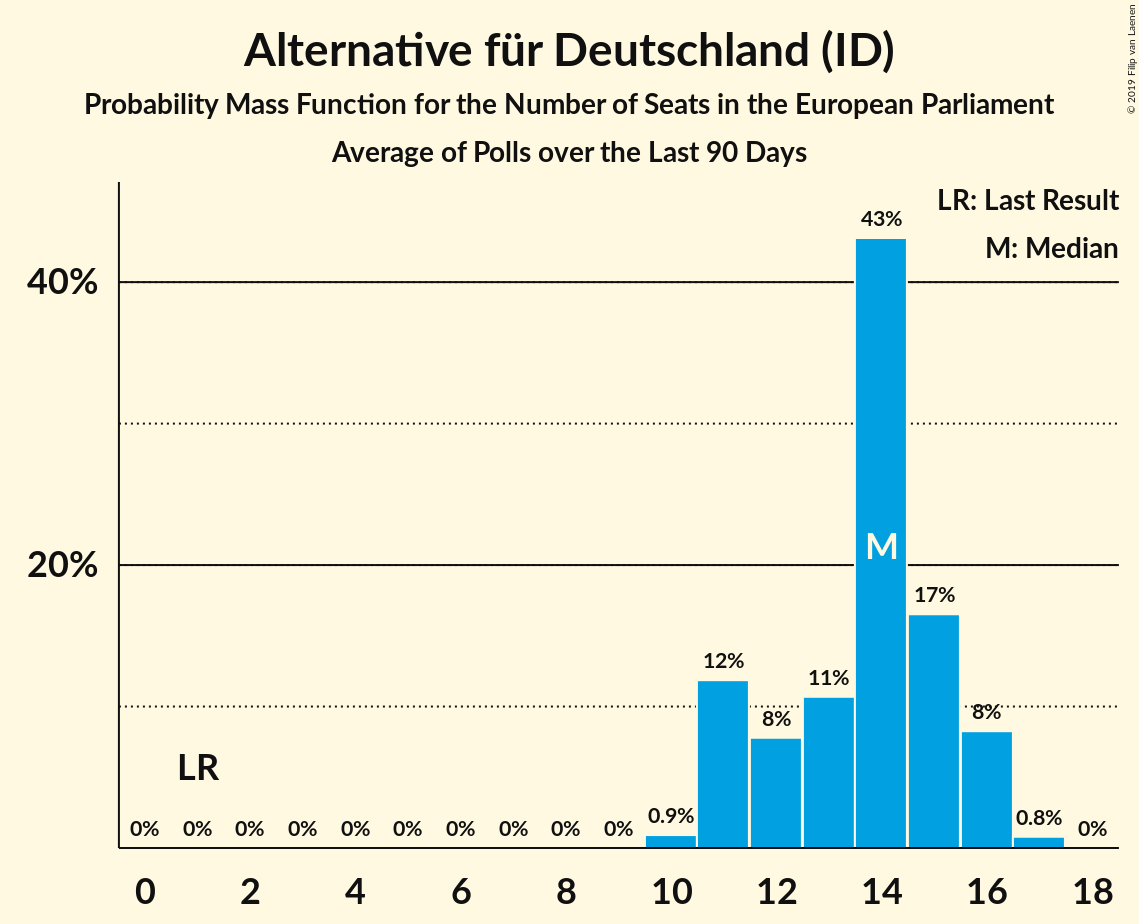 Alternative für Deutschland (ID)
Probability Mass Function for the Number of Seats in the European Parliament
Average of Polls over the Last 90 Days
© 2019 Filip van Laenen
LR: Last Result
M: Median
43%
40%
M
20%
17%
12%
11%
8%
8%
LR
0% 0% 0% 0% 0% 0% 0% 0% 0% 0% 0.9% 0.8% 0%
0 2 4 6 8 10 12 14 16 18